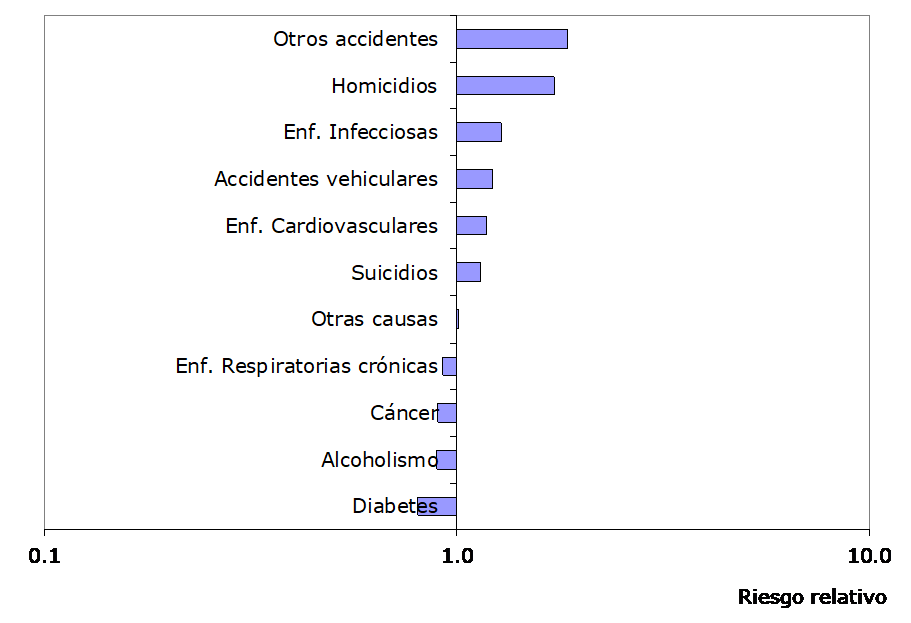 Otros accidentes
Homicidios
Enf. Infecciosas
Accidentes vehiculares
Enf. Cardiovasculares
Suicidios
Otras causas
Enf. Respiratorias crónicas
Cáncer
Alcoholismo
Diabetes
0.1 1.0 10.0
Riesgo relativo